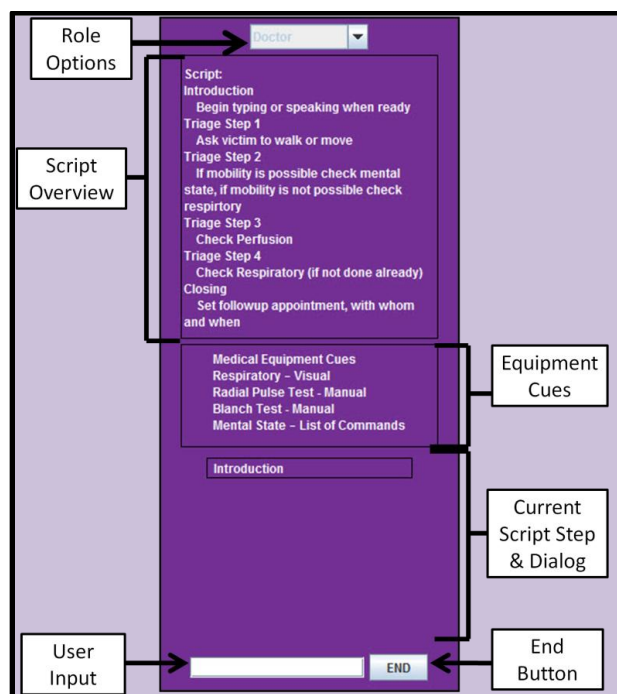 Role
Options
Doctor
Script:
Introduction
Begin typing or speaking when ready
Triage Step 1
Ask victim to walk or move
Triage Step 2
If mobility is possible check mental
state, if mobility is not possible check
respirtory
Triage Step 3
Check Perfusion
Triage Step 4
Check Respiratory (if not done already)
Closing
Set followup appointment, with whom
and when
Script
Overview
Medical Equipment Cues
Respiratory – Visual
Radial Pulse Test - Manual
Blanch Test - Manual
Mental State – List of Commands
Equipment
Cues
Introduction
Current
Script Step
& Dialog
User
Input
END
End
Button